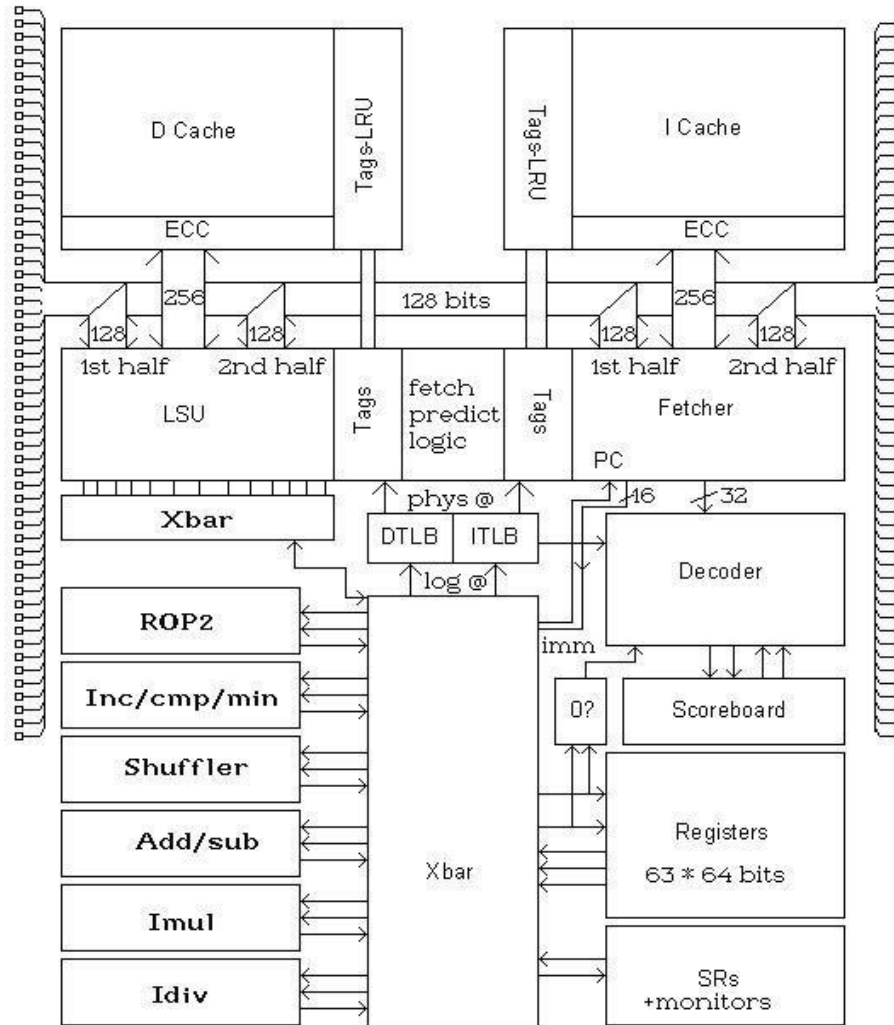 D Cache
Tags-LRU
Tags-LRU
I Cache
ECC
ECC
256
128 bits
256
128
128
128
128
1st half
2nd half
1st half
2nd half
LSU
Tags
fetch
predict
logic
Tags
Fetcher
PC
16
32
phys @
Xbar
DTLB
ITLB
Decoder
log @
ROP2
imm
Inc/cmp/min
0?
Scoreboard
Shuffler
Registers
63 * 64 bits
Add/sub
Xbar
Imul
Idiv
SRs
+monitors